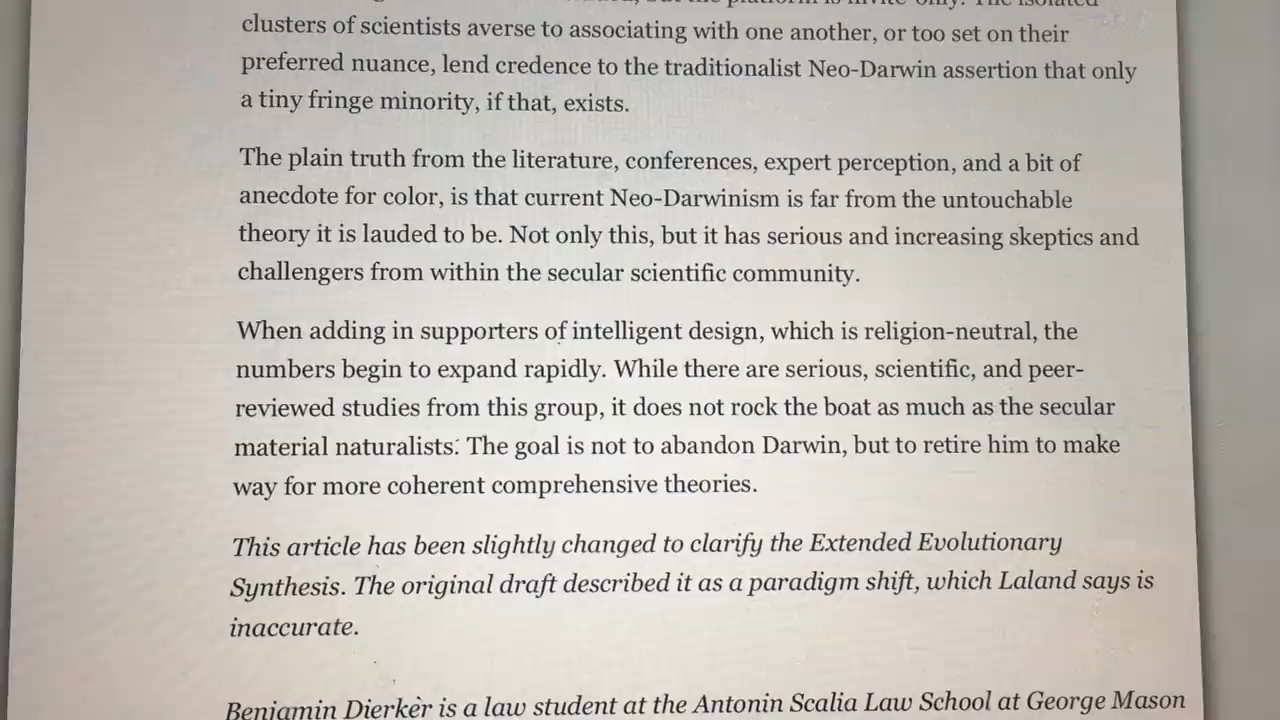 clusters of scientists averse to associating with one another, or too set on their
preferred nuance, lend credence to the traditionalist Neo-Darwin assertion that only
a tiny fringe minority, if that, exists.
The plain truth from the literature, conferences, expert perception, and a bit of
anecdote for color, is that current Neo-Darwinism is far from the untouchable
theory it is lauded to be. Not only this, but it has serious and increasing skeptics and
challengers from within the secular scientific community.
When adding in supporters of intelligent design, which is religion-neutral, the
numbers begin to expand rapidly. While there are serious, scientific, and peer-
reviewed studies from this group, it does not rock the boat as much as the secular
material naturalists. The goal is not to abandon Darwin, but to retire him to make
way for more coherent comprehensive theories.
This article has been slightly changed to clarify the Extended Evolutionary
Synthesis. The original draft described it as a paradigm shift, which Laland says is
inaccurate.
Benjamin Dierker is a law student at the Antonin Scalia Law School at George Mason